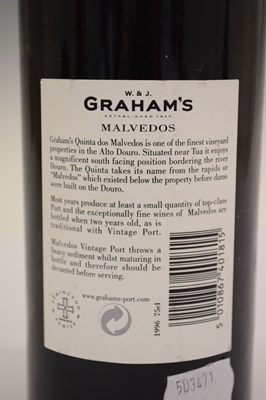 W. & J.
GRAHAM'S
ESTABLISHED 1820
MALVEDOS
Graham's Quinta dos Malvedos is one of the finest vineyard
properties in the Alto Douro. Situated near Tua it enjoys
a magnificent south facing position bordering the river
Douro. The Quinta takes its name from the rapids or
"Malvedos" which existed below the property before dams
were built on the Douro.
Most years produce at least a small quantity of top-class
Port and the exceptionally fine wines of Malvedos are
bottled when two years old, as is
traditional with Vintage Port.
Malvedos Vintage Port throws a
heavy sediment whilst maturing in
bottle and therefore should be
decanted before serving.
www.grahams-port.com
1996 75cl
5 010867 401815
503471